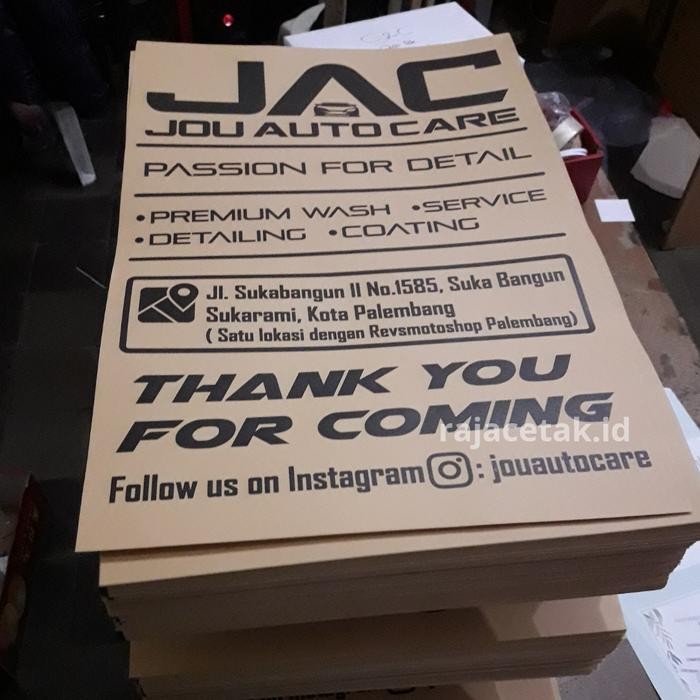 JAC
JOU AUTO CARE
PASSION FOR DETAIL
•PREMIUM WASH •SERVICE
•DETAILING •COATING
Jl. Sukabangun II No.1585, Suka Bangun
Sukarami, Kota Palembang
( Satu lokasi dengan Revsmotoshop Palembang)
THANK YOU
FOR COMING
rajacetak.id
Follow us on Instagram : jouautocare